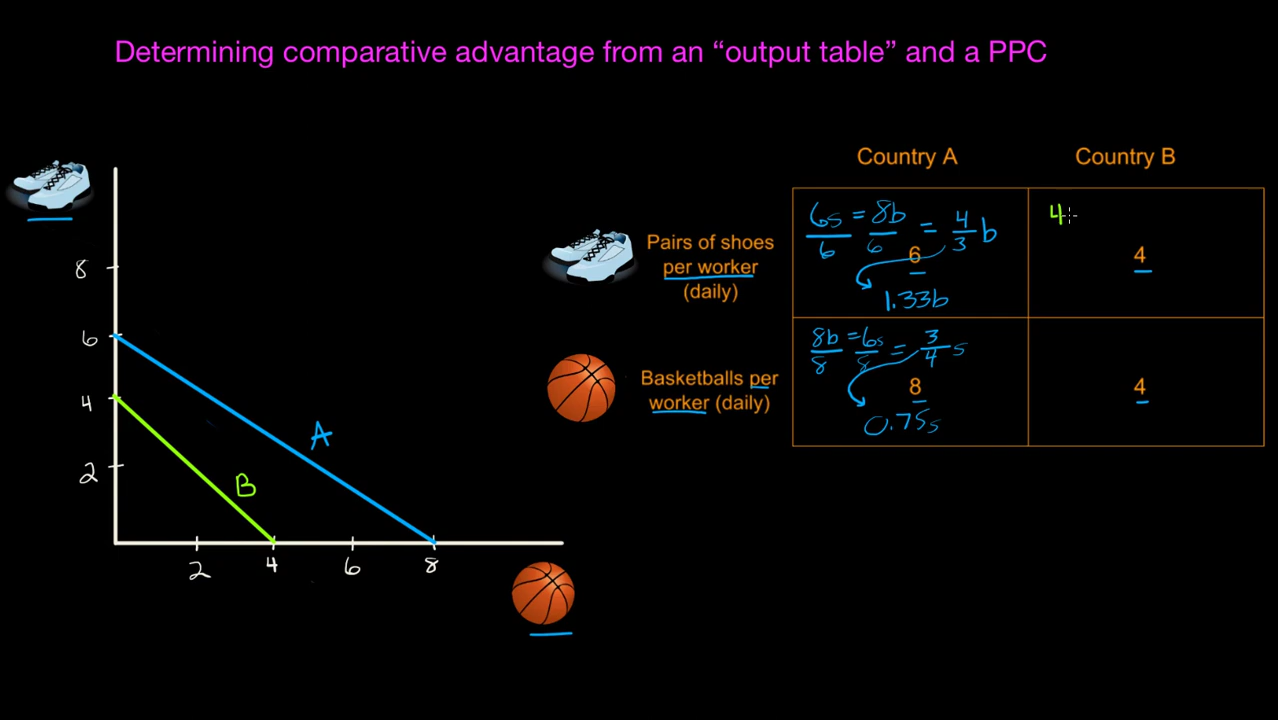 Determining comparative advantage from an “output table” and a PPC
Country A
Country B
6s = 8b = 4 b
6 6 3
4
Pairs of shoes
per worker
(daily)
6
4
1.33b
8b = 6s = 3 s
8 8 4
Basketballs per
worker (daily)
8
4
0.75s
8
6
4
2
A
B
2 4 6 8